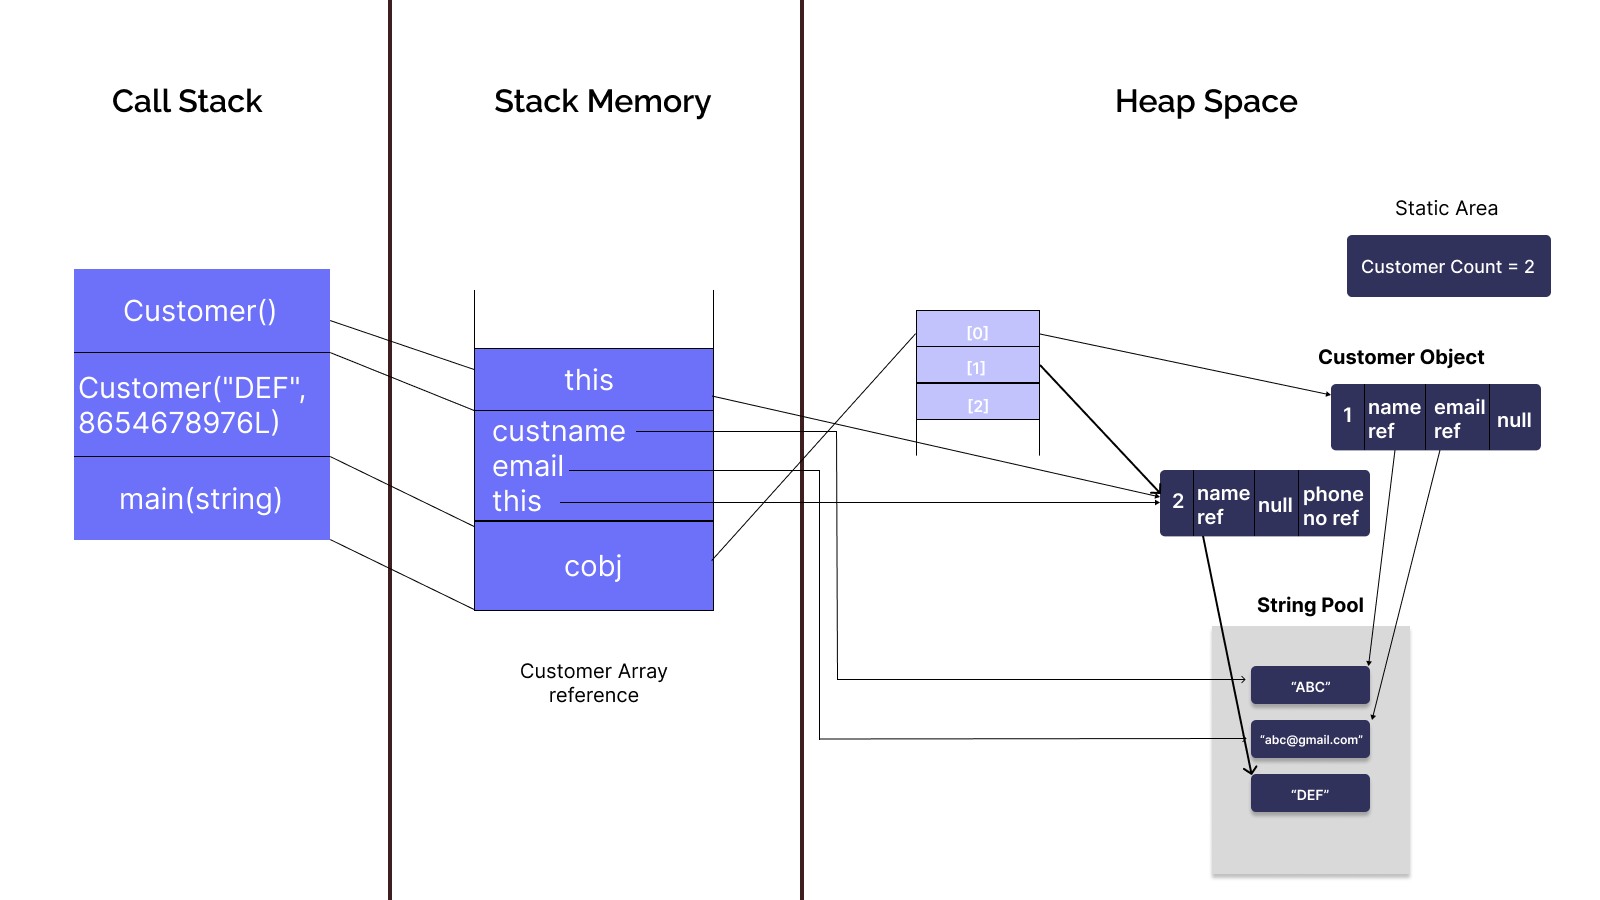 Call Stack
Stack Memory
Heap Space
Static Area
Customer Count = 2
Customer()
Customer("DEF",
8654678976L)
main(string)
this
custname
email
this
cobj
Customer Array
reference
[0]
[1]
[2]
Customer Object
1 name ref email ref null
2 name ref null phone no ref
String Pool
“ABC”
“abc@gmail.com”
“DEF”